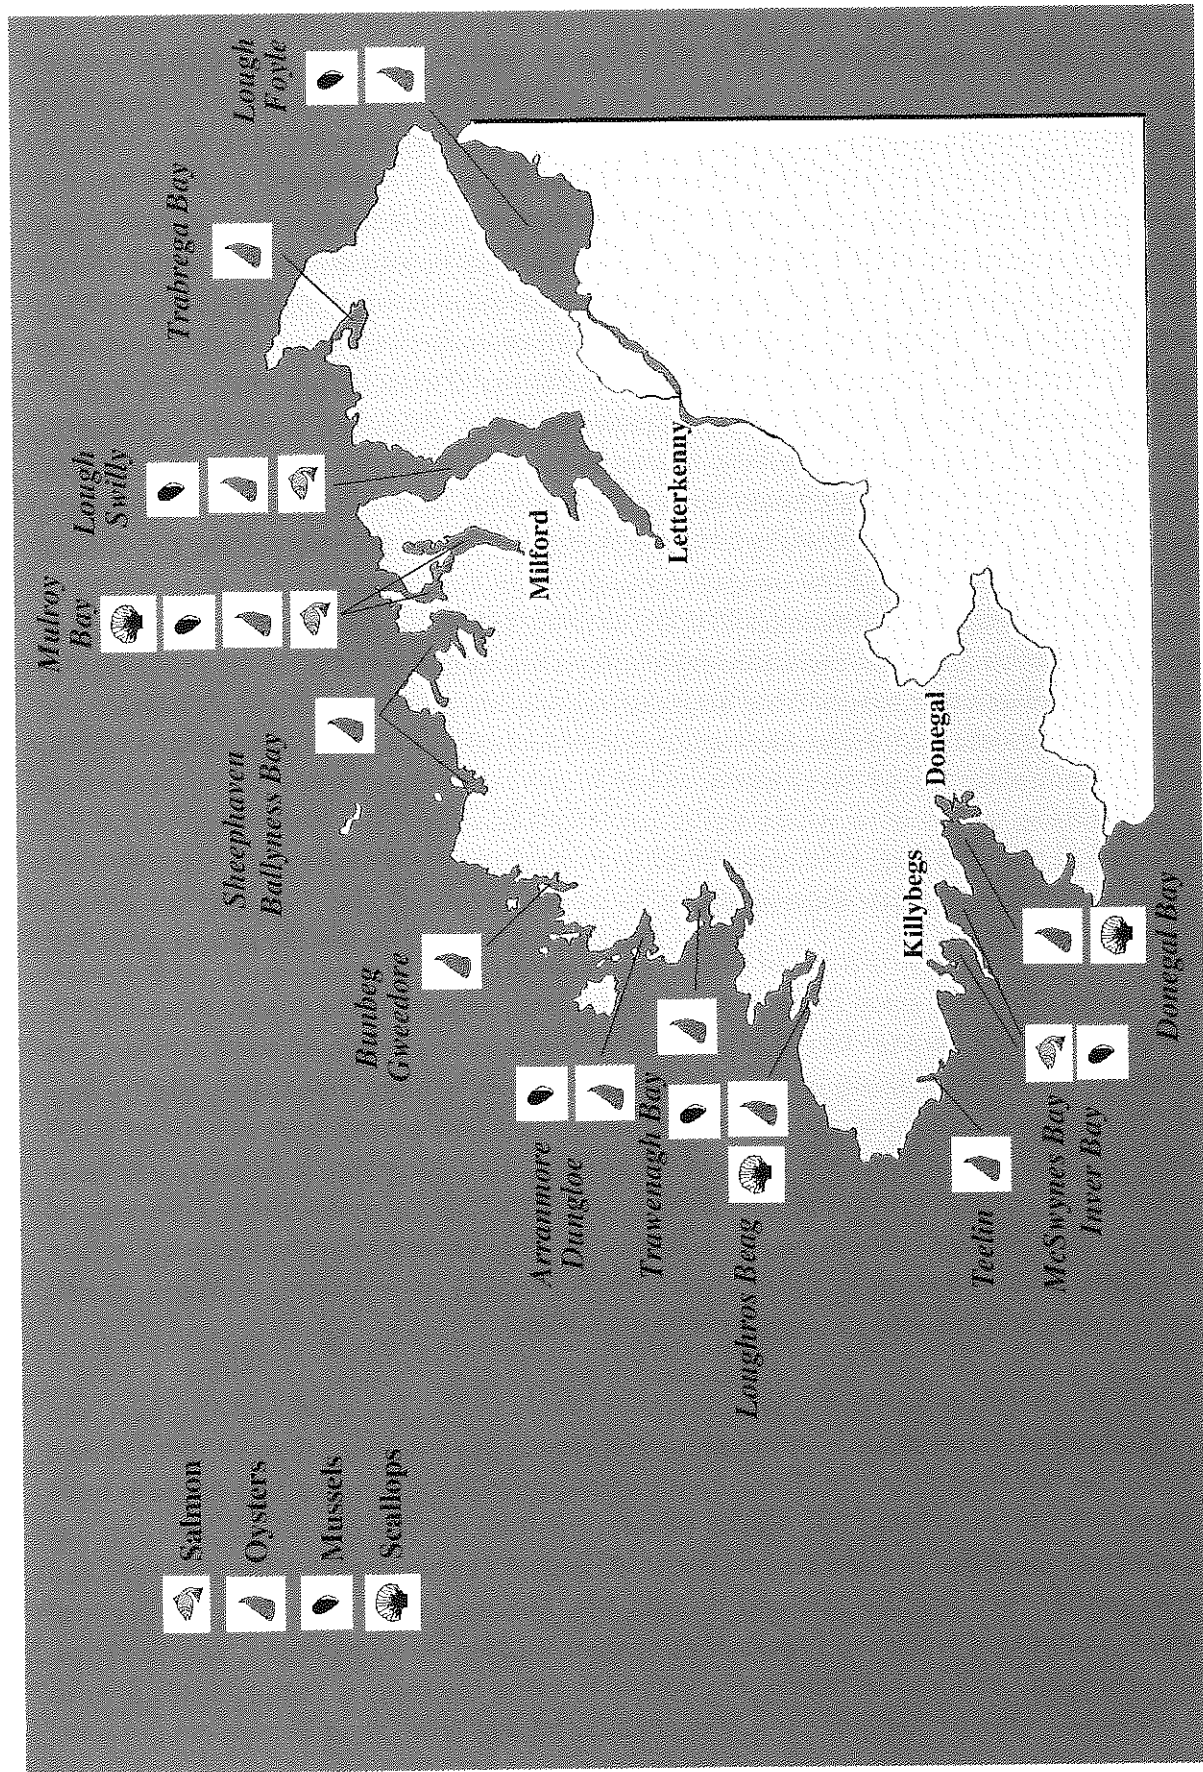 Salmon
Oysters
Mussels
Scallops
Mulroy
Bay
Lough
Swilly
Trabrega Bay
Lough
Foyle
Sheephaven
Ballyness Bay
Bunbeg
Gweedore
Arranmore
Dungloe
Trawenagh Bay
Loughros Beag
Teelin
McSwynes Bay
Inver Bay
Donegal Bay
Milford
Letterkenny
Donegal
Killybegs